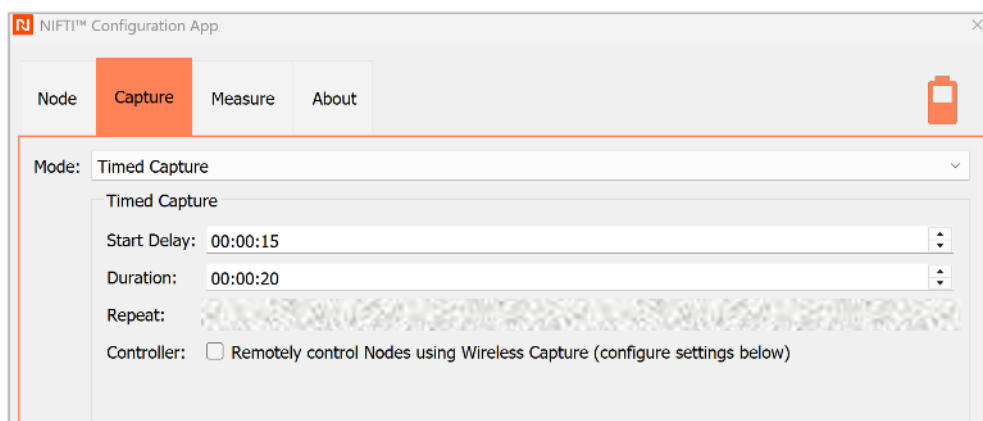 NIFTI™ Configuration App
Node Capture Measure About
Mode: Timed Capture
Timed Capture
Start Delay: 00:00:15
Duration: 00:00:20
Repeat:
Controller: Remotely control Nodes using Wireless Capture (configure settings below)